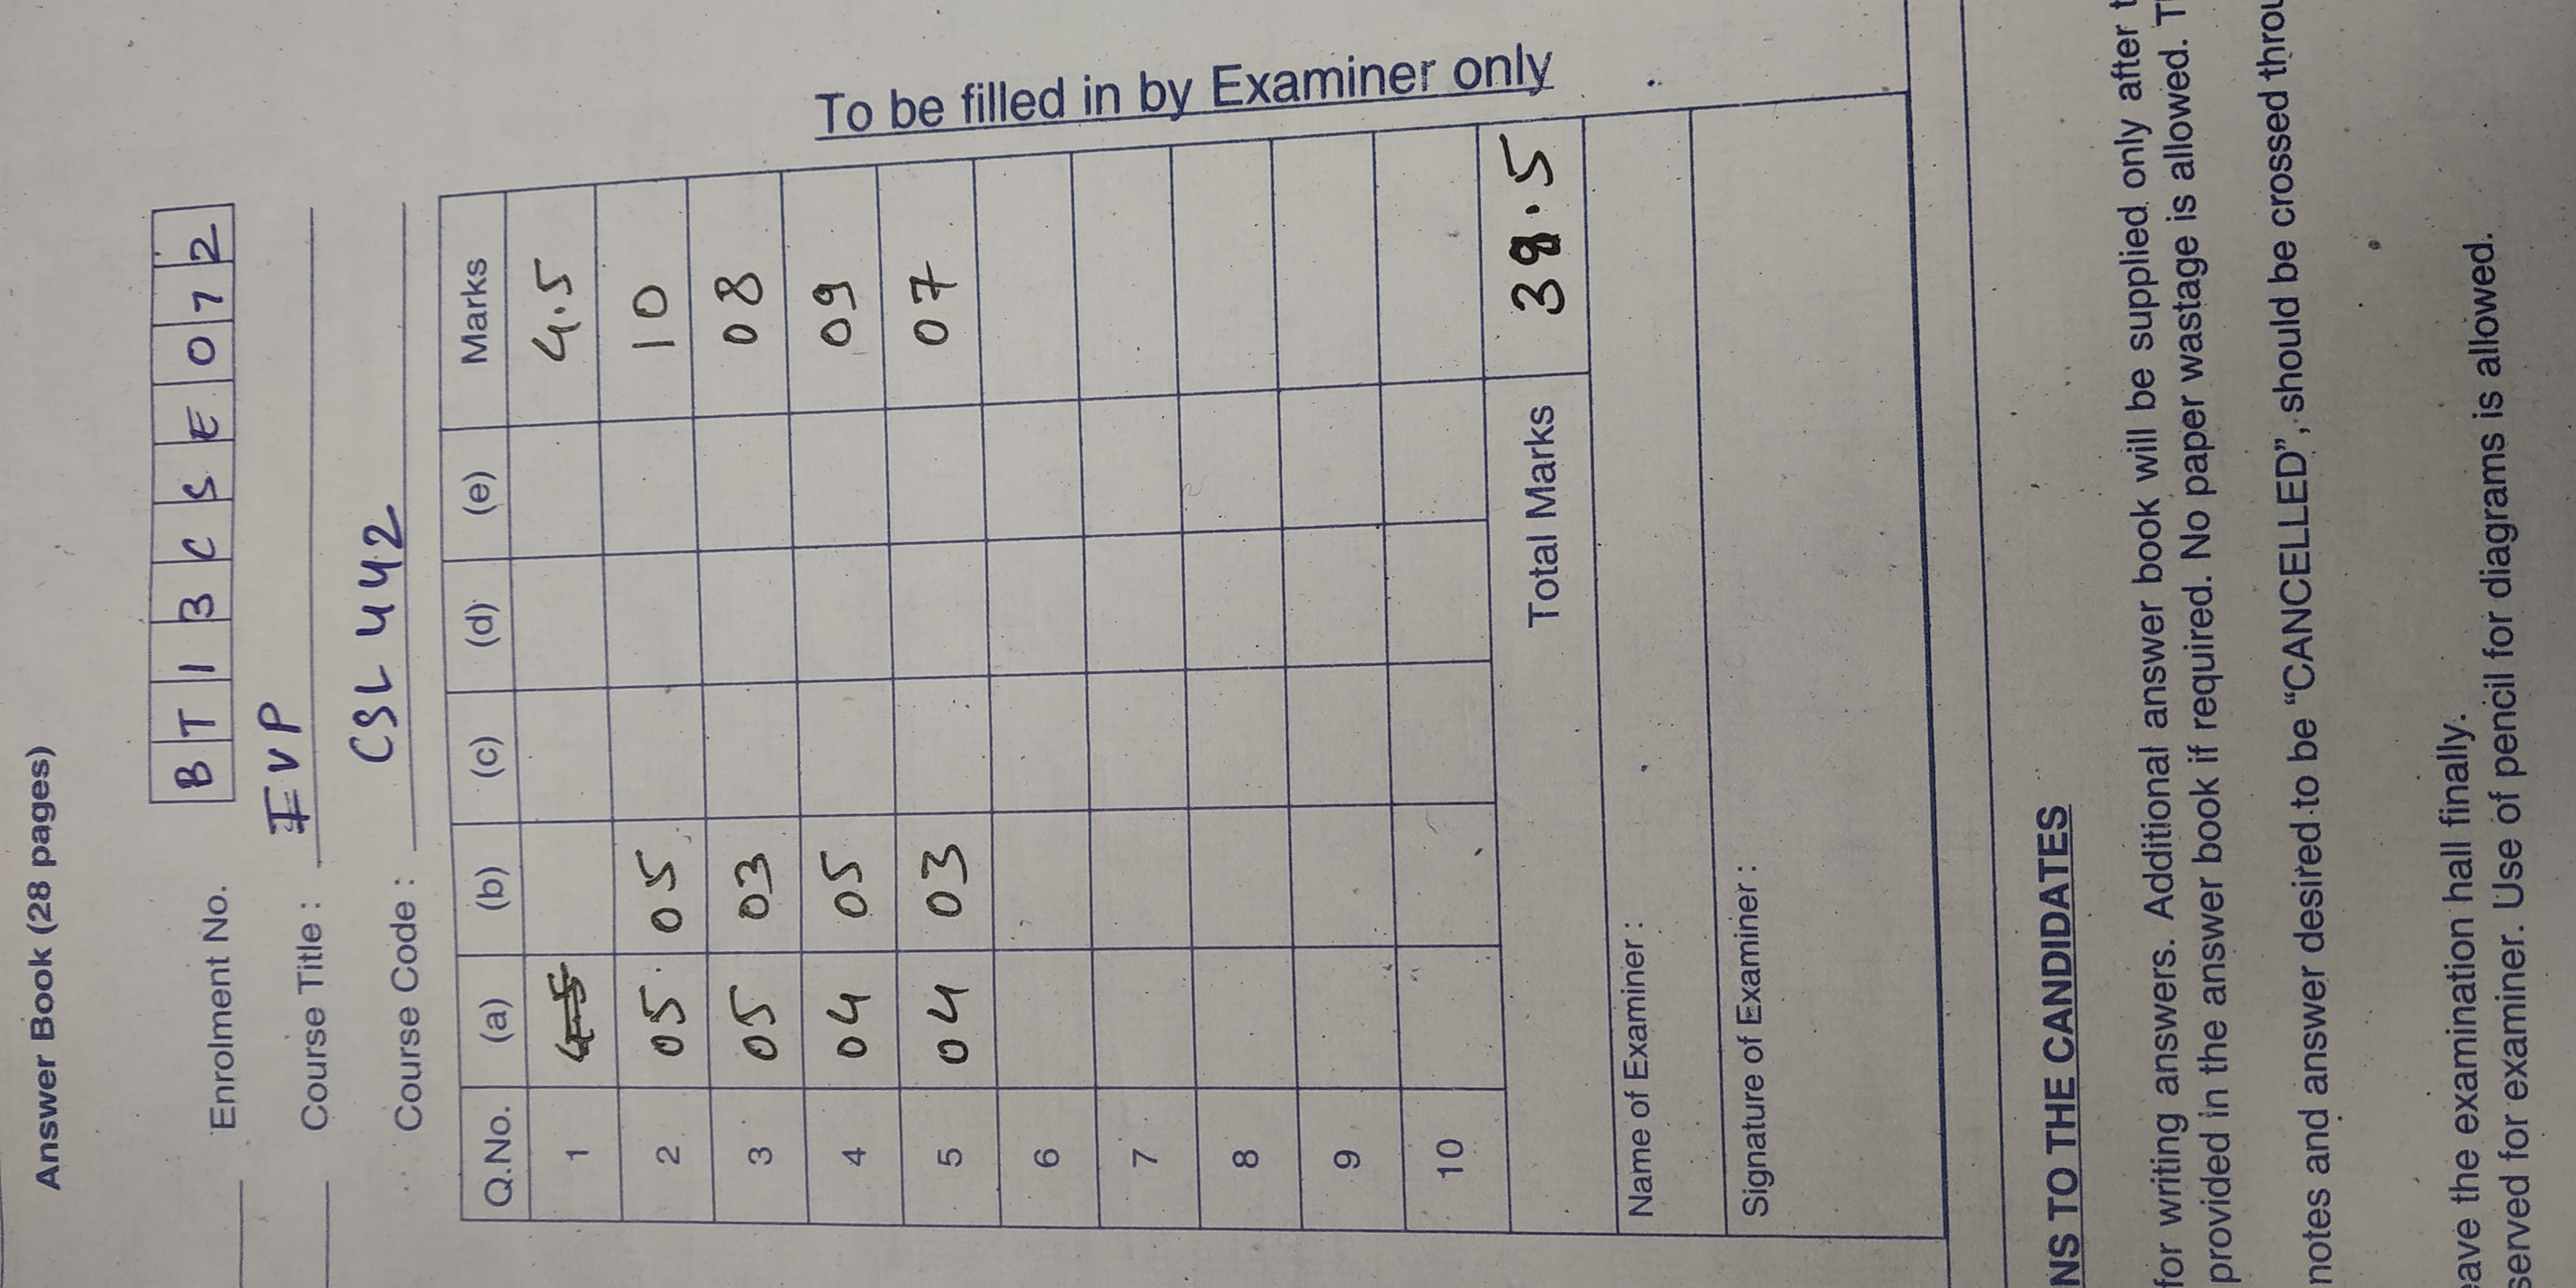 Answer Book (28 pages)
Enrolment No. BT13CSE072
Course Title : IVP
Course Code : CSL 442
Q.No. (a) (b) (c) (d) (e) Marks
1 4.5 4.5
2 05 05 10
3 05 03 08
4 04 05 09
5 04 03 07
6
7
8
9
10
Total Marks 38.5
Name of Examiner :
Signature of Examiner :
To be filled in by Examiner only
NS TO THE CANDIDATES
for writing answers. Additional answer book will be supplied only after t
provided in the answer book if required. No paper wastage is allowed. T
notes and answer desired to be “CANCELLED”, should be crossed throu
eave the examination hall finally.
served for examiner. Use of pencil for diagrams is allowed.